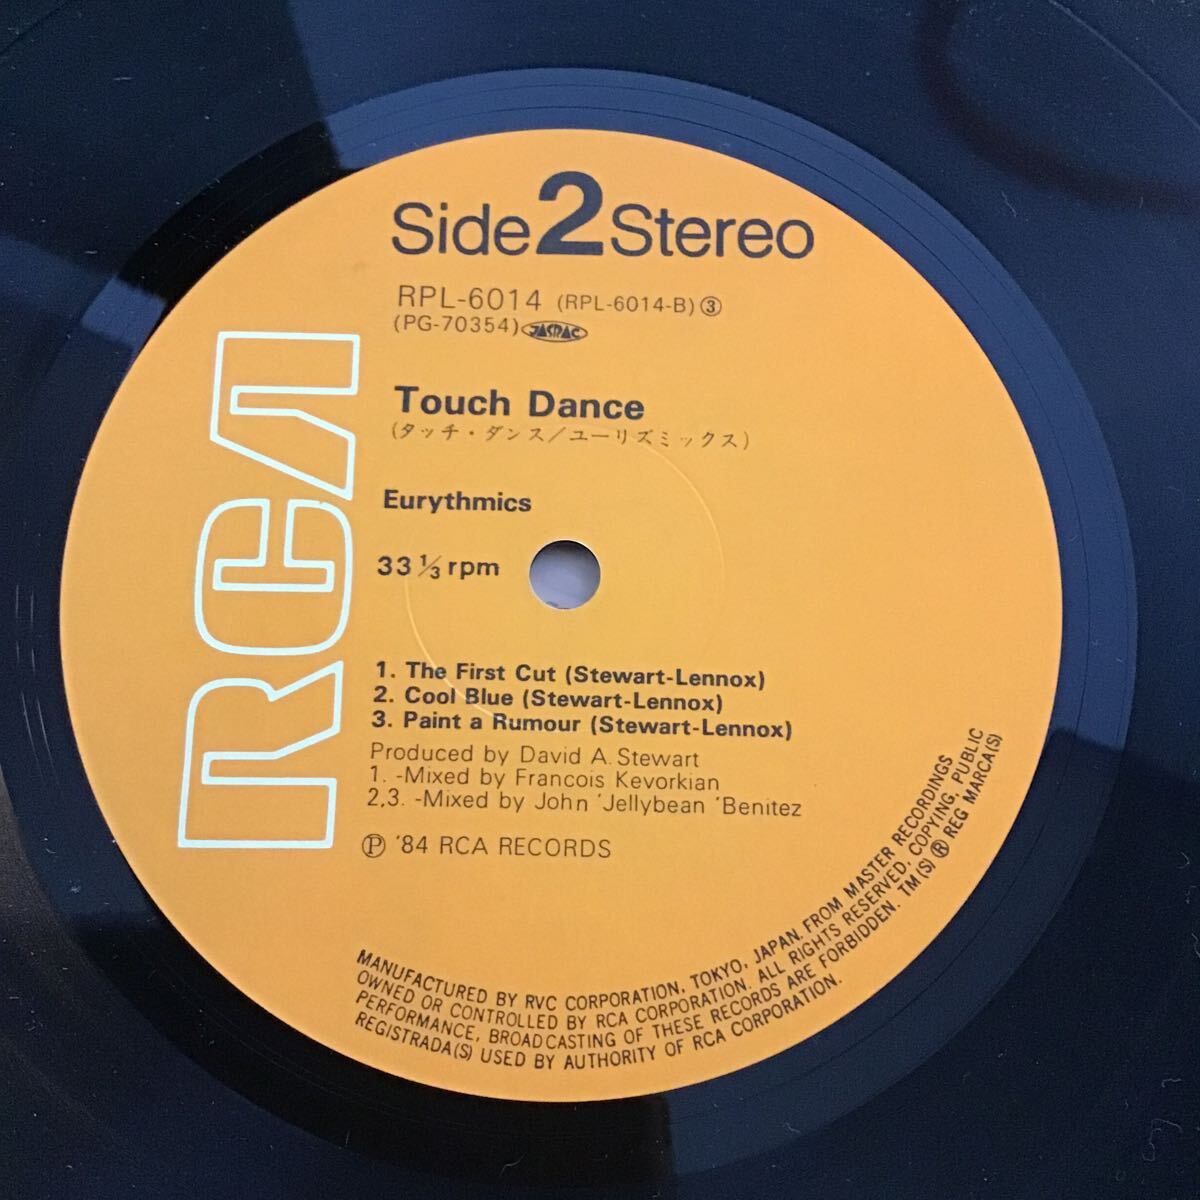 Side 2 Stereo
RPL-6014 (RPL-6014-B) ③
(PG-70354) JASRAC
RCA
Touch Dance
(タッチ・ダンス/ユーリズミックス)
Eurythmics
33 1/3 rpm
1. The First Cut (Stewart-Lennox)
2. Cool Blue (Stewart-Lennox)
3. Paint a Rumour (Stewart-Lennox)
Produced by David A. Stewart
1. -Mixed by Francois Kevorkian
2,3. -Mixed by John 'Jellybean 'Benitez
Ⓟ '84 RCA RECORDS
MANUFACTURED BY RVC CORPORATION, TOKYO, JAPAN. FROM MASTER RECORDINGS
OWNED OR CONTROLLED BY RCA CORPORATION. ALL RIGHTS RESERVED, COPYING, PUBLIC
PERFORMANCE, BROADCASTING OF THESE RECORDS ARE FORBIDDEN. TM(S) ® REG MARCA(S)
REGISTRADA(S) USED BY AUTHORITY OF RCA CORPORATION.